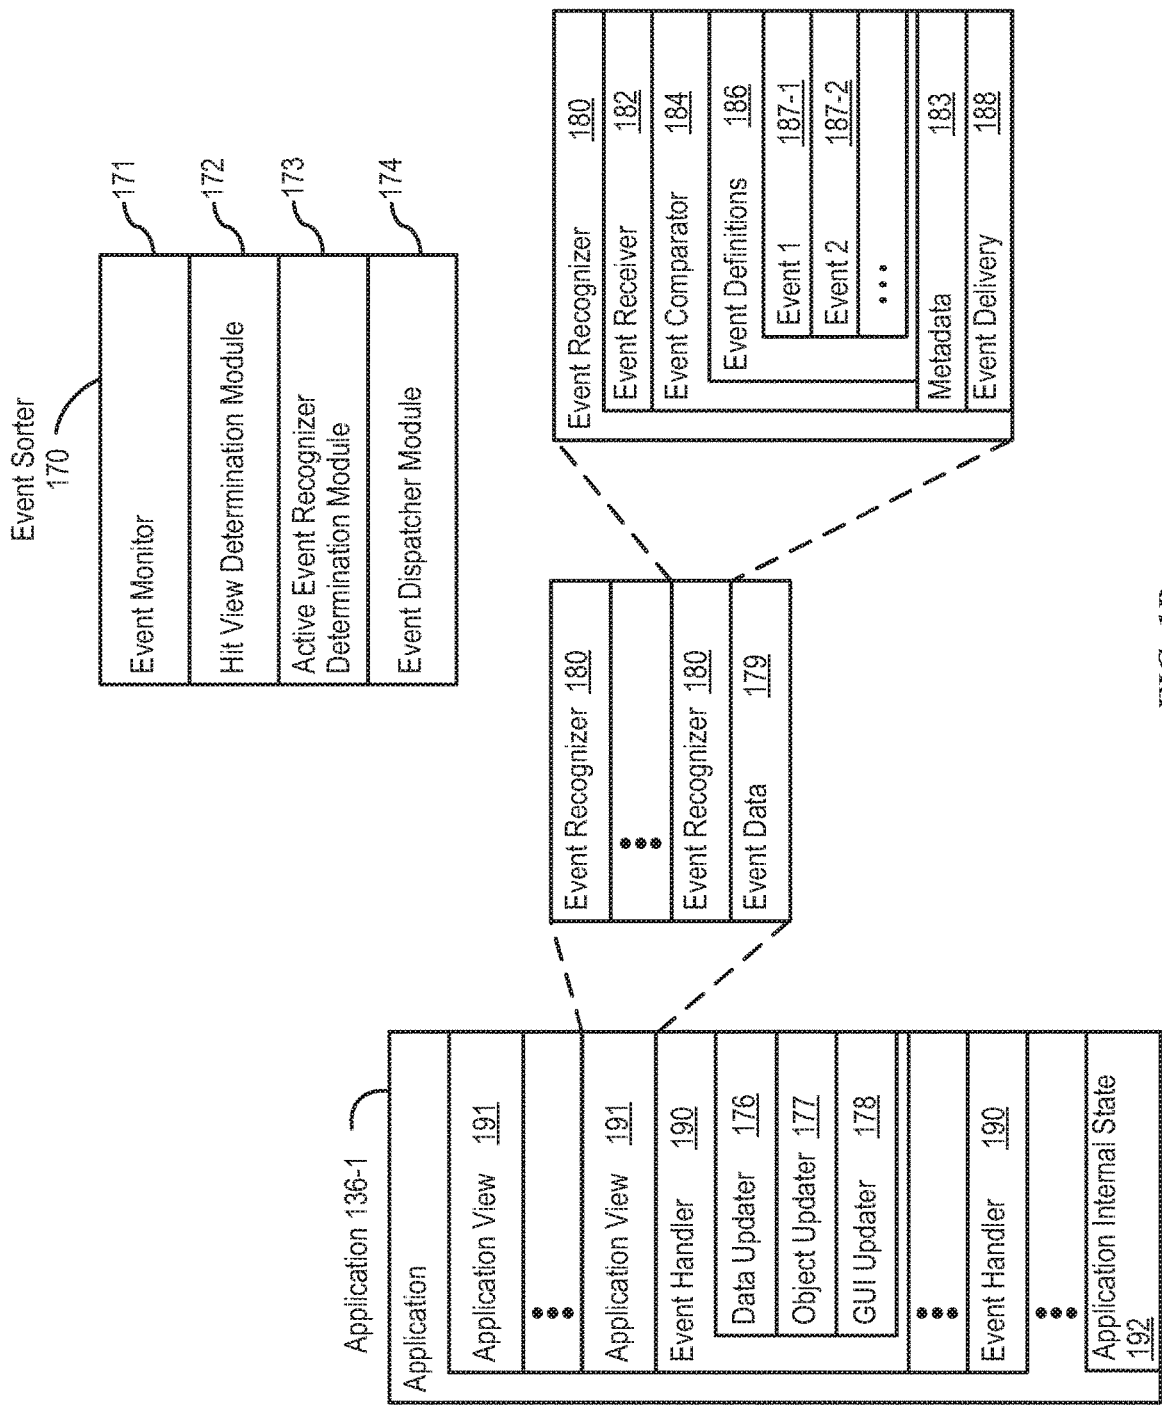 Event Sorter
170
Event Monitor
171
Hit View Determination Module
172
Active Event Recognizer
Determination Module
173
Event Dispatcher Module
174
Application 136-1
Application
Application View 191
Application View 191
Event Handler 190
Data Updater 176
Object Updater 177
GUI Updater 178
Event Handler 190
Application Internal State
192
Event Recognizer 180
Event Recognizer 180
Event Data 179
Event Recognizer 180
Event Receiver 182
Event Comparator 184
Event Definitions 186
Event 1 187-1
Event 2 187-2
Metadata 183
Event Delivery 188